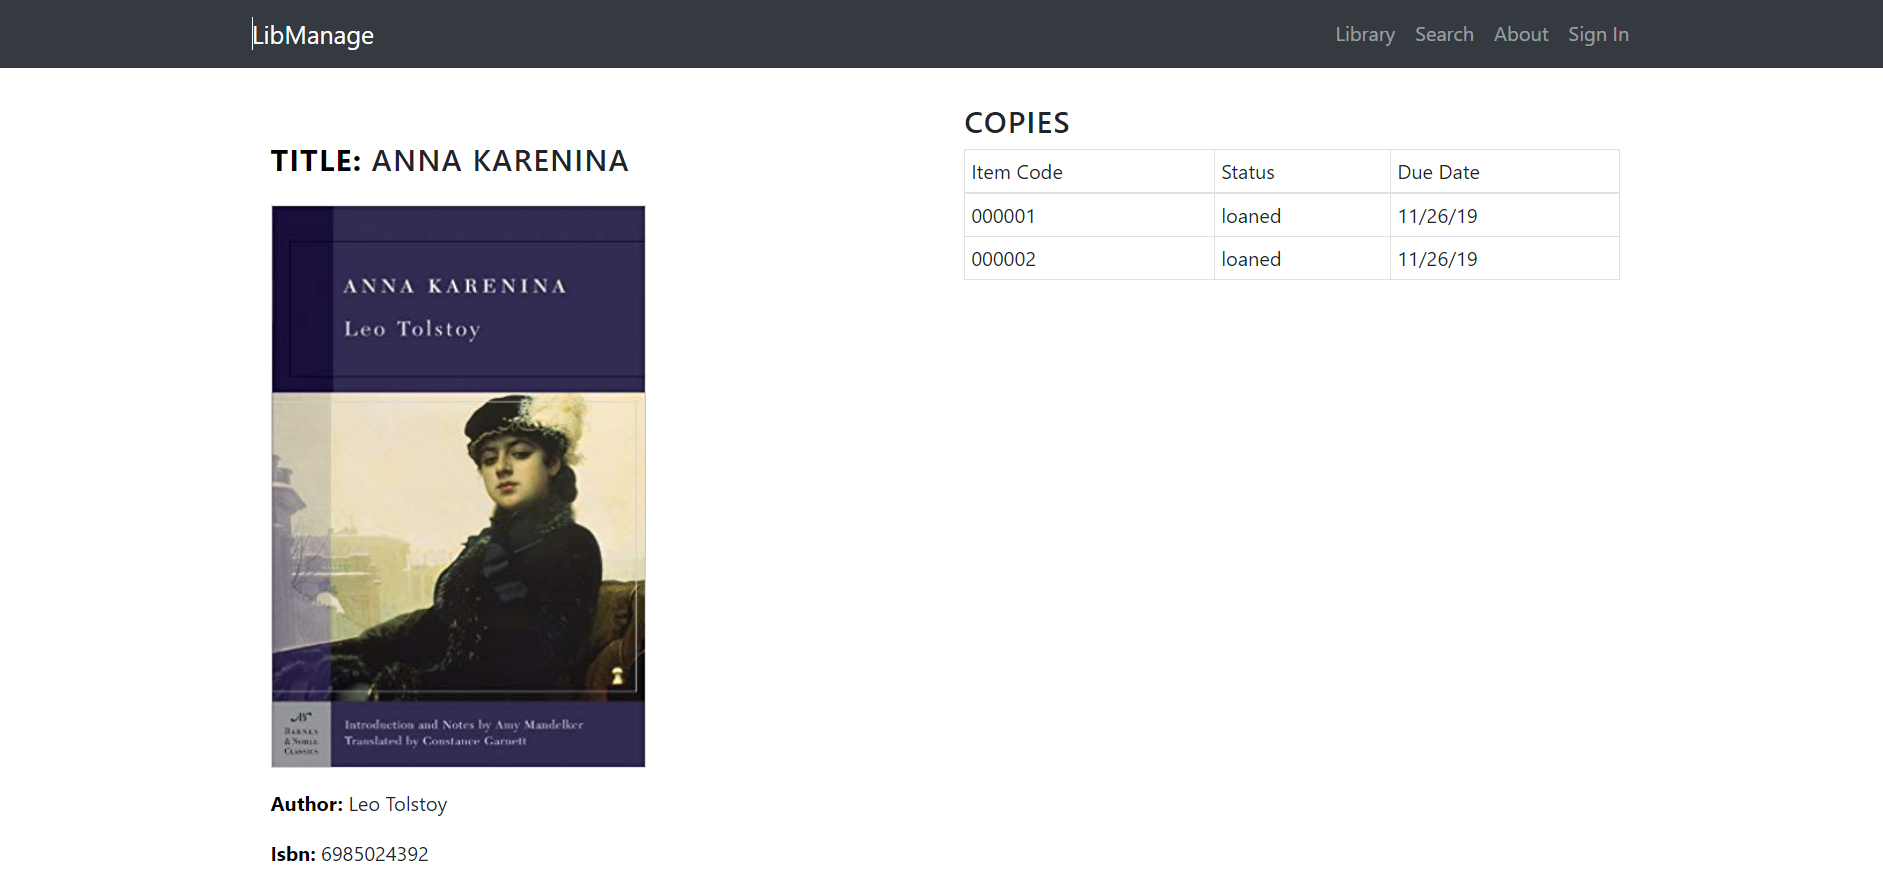 LibManage
Library Search About Sign In
TITLE: ANNA KARENINA
ANNA KARENINA
Leo Tolstoy
Introduction and Notes by Amy Mandelker
Translated by Constance Garnett
BARNES
& NOBLE
CLASSICS
Author: Leo Tolstoy
Isbn: 6985024392
COPIES
Item Code Status Due Date
000001 loaned 11/26/19
000002 loaned 11/26/19